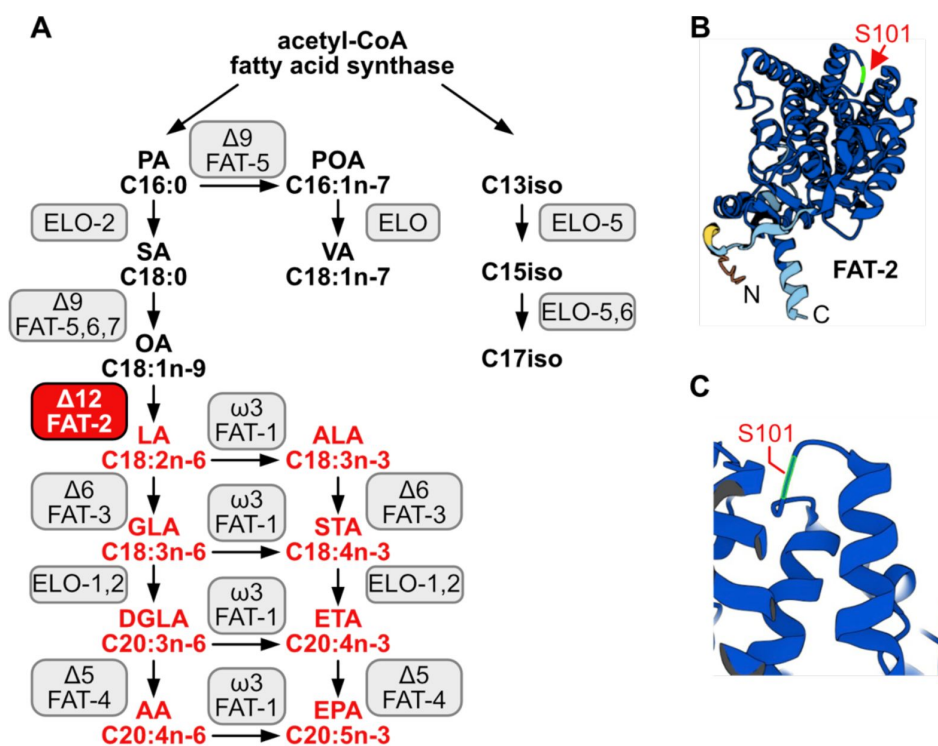 A
acetyl-CoA
fatty acid synthase
Δ9
FAT-5
PA
C16:0
POA
C16:1n-7
C13iso
ELO-2
ELO
ELO-5
SA
C18:0
VA
C18:1n-7
C15iso
Δ9
FAT-5,6,7
ELO-5,6
OA
C18:1n-9
C17iso
Δ12
FAT-2
ω3
FAT-1
LA
C18:2n-6
ALA
C18:3n-3
Δ6
FAT-3
ω3
FAT-1
Δ6
FAT-3
GLA
C18:3n-6
STA
C18:4n-3
ELO-1,2
ω3
FAT-1
ELO-1,2
DGLA
C20:3n-6
ETA
C20:4n-3
Δ5
FAT-4
ω3
FAT-1
Δ5
FAT-4
AA
C20:4n-6
EPA
C20:5n-3
B
S101
FAT-2
N
C
C
S101